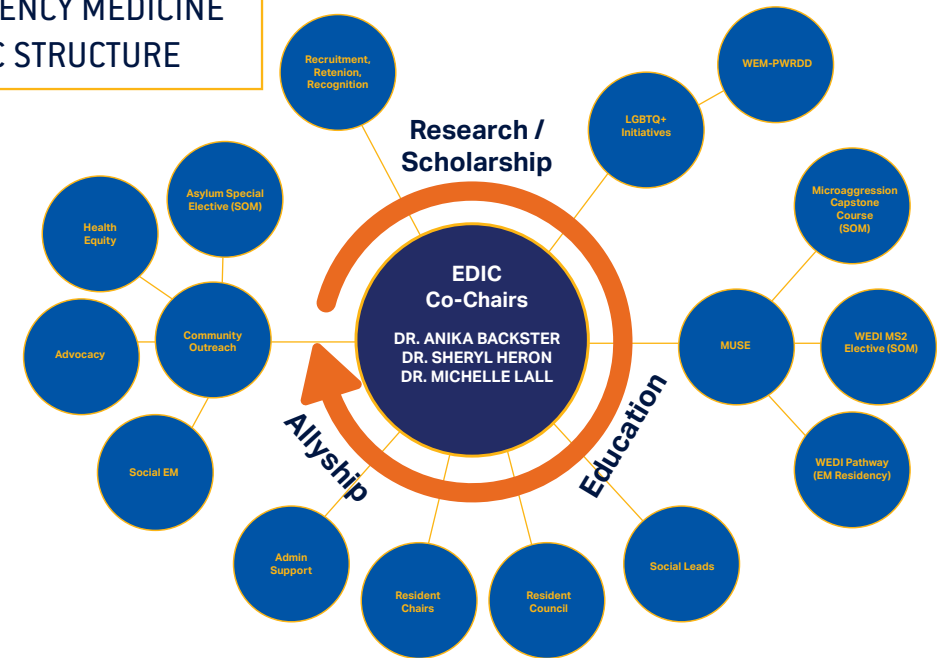 ENCY MEDICINE
C STRUCTURE
Recruitment,
Retenion,
Recognition
WEM-PWRDD
LGBTQ+
Initiatives
Research /
Scholarship
Asylum Special
Elective (SOM)
Microaggression
Capstone
Course
(SOM)
Health
Equity
EDIC
Co-Chairs
DR. ANIKA BACKSTER
DR. SHERYL HERON
DR. MICHELLE LALL
Community
Outreach
Advocacy
MUSE
WEDI MS2
Elective (SOM)
Allyship
Education
Social EM
WEDI Pathway
(EM Residency)
Admin
Support
Resident
Chairs
Resident
Council
Social Leads